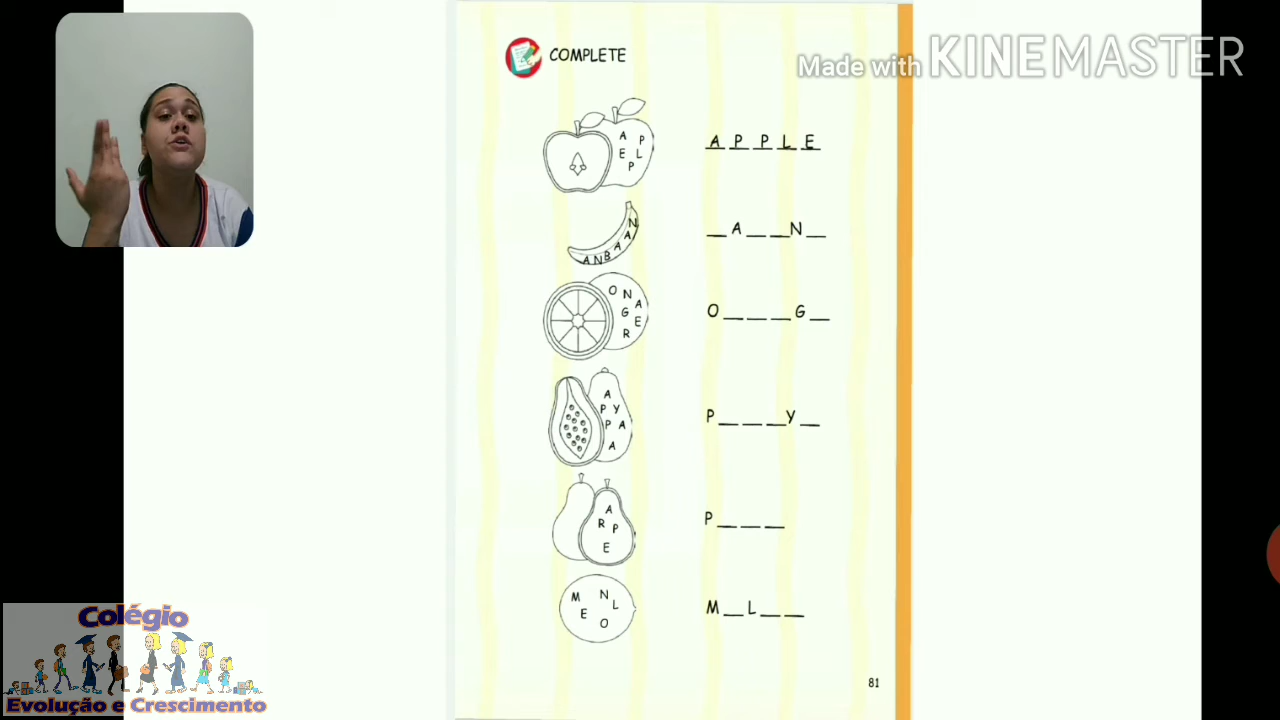 COMPLETE
Made with KINEMASTER
A P
E L
P
A P P L E
N
A
A
A N B
_ A _ _ N _
O N
A
G
E
R
O _ _ _ G _
A
P Y
P A
A
P _ _ _ Y _
A
R P
E
P _ _ _
M N
E L
O
M _ L _ _
Colégio
Evolução e Crescimento
81